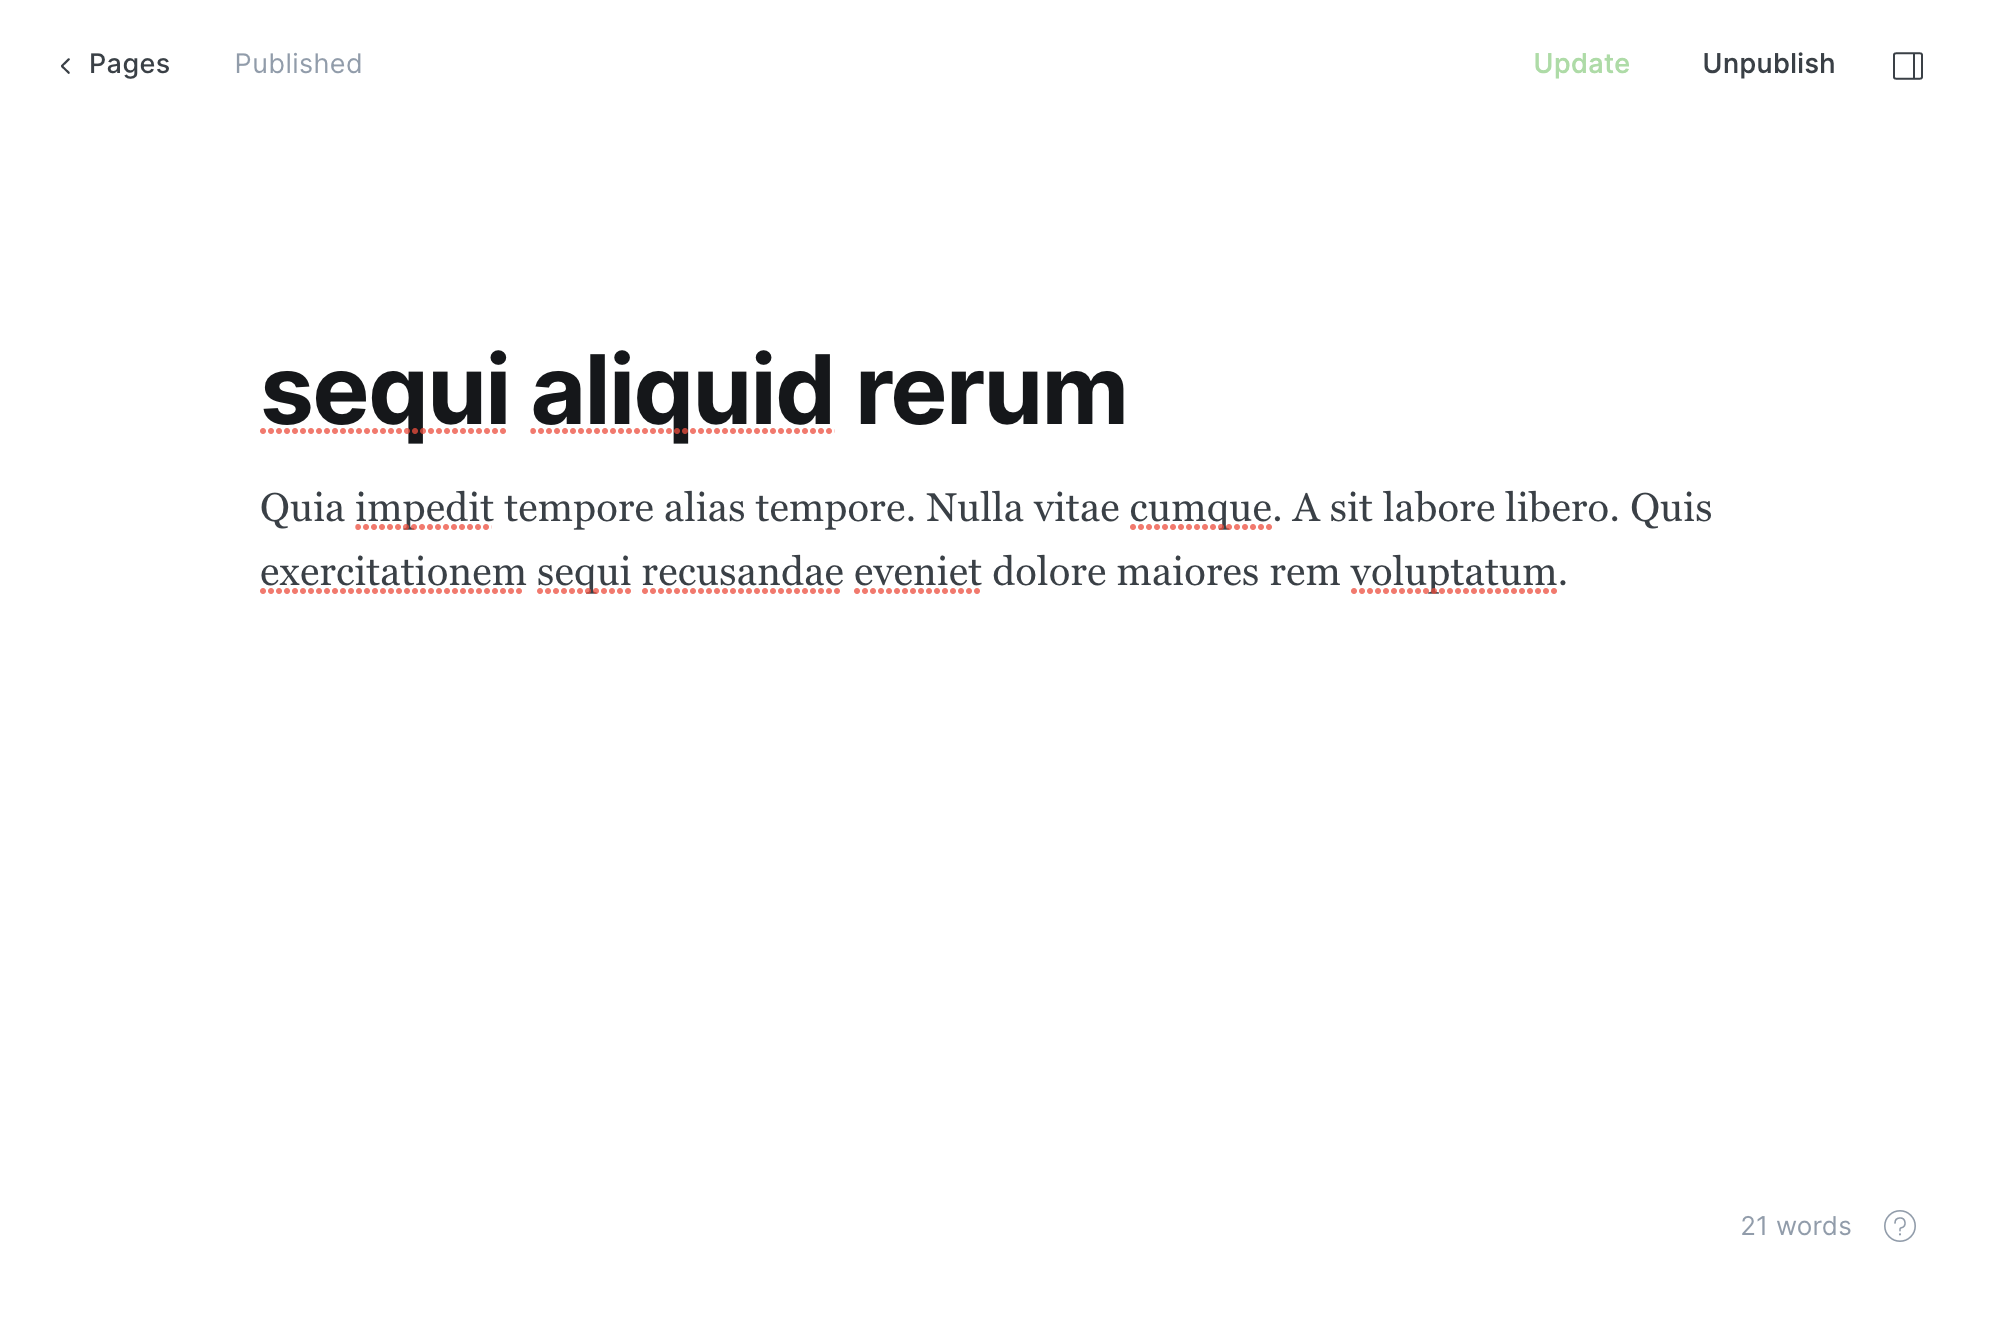 Pages Published Update Unpublish
sequi aliquid rerum
Quia impedit tempore alias tempore. Nulla vitae cumque. A sit labore libero. Quis
exercitationem sequi recusandae eveniet dolore maiores rem voluptatum.
21 words ?